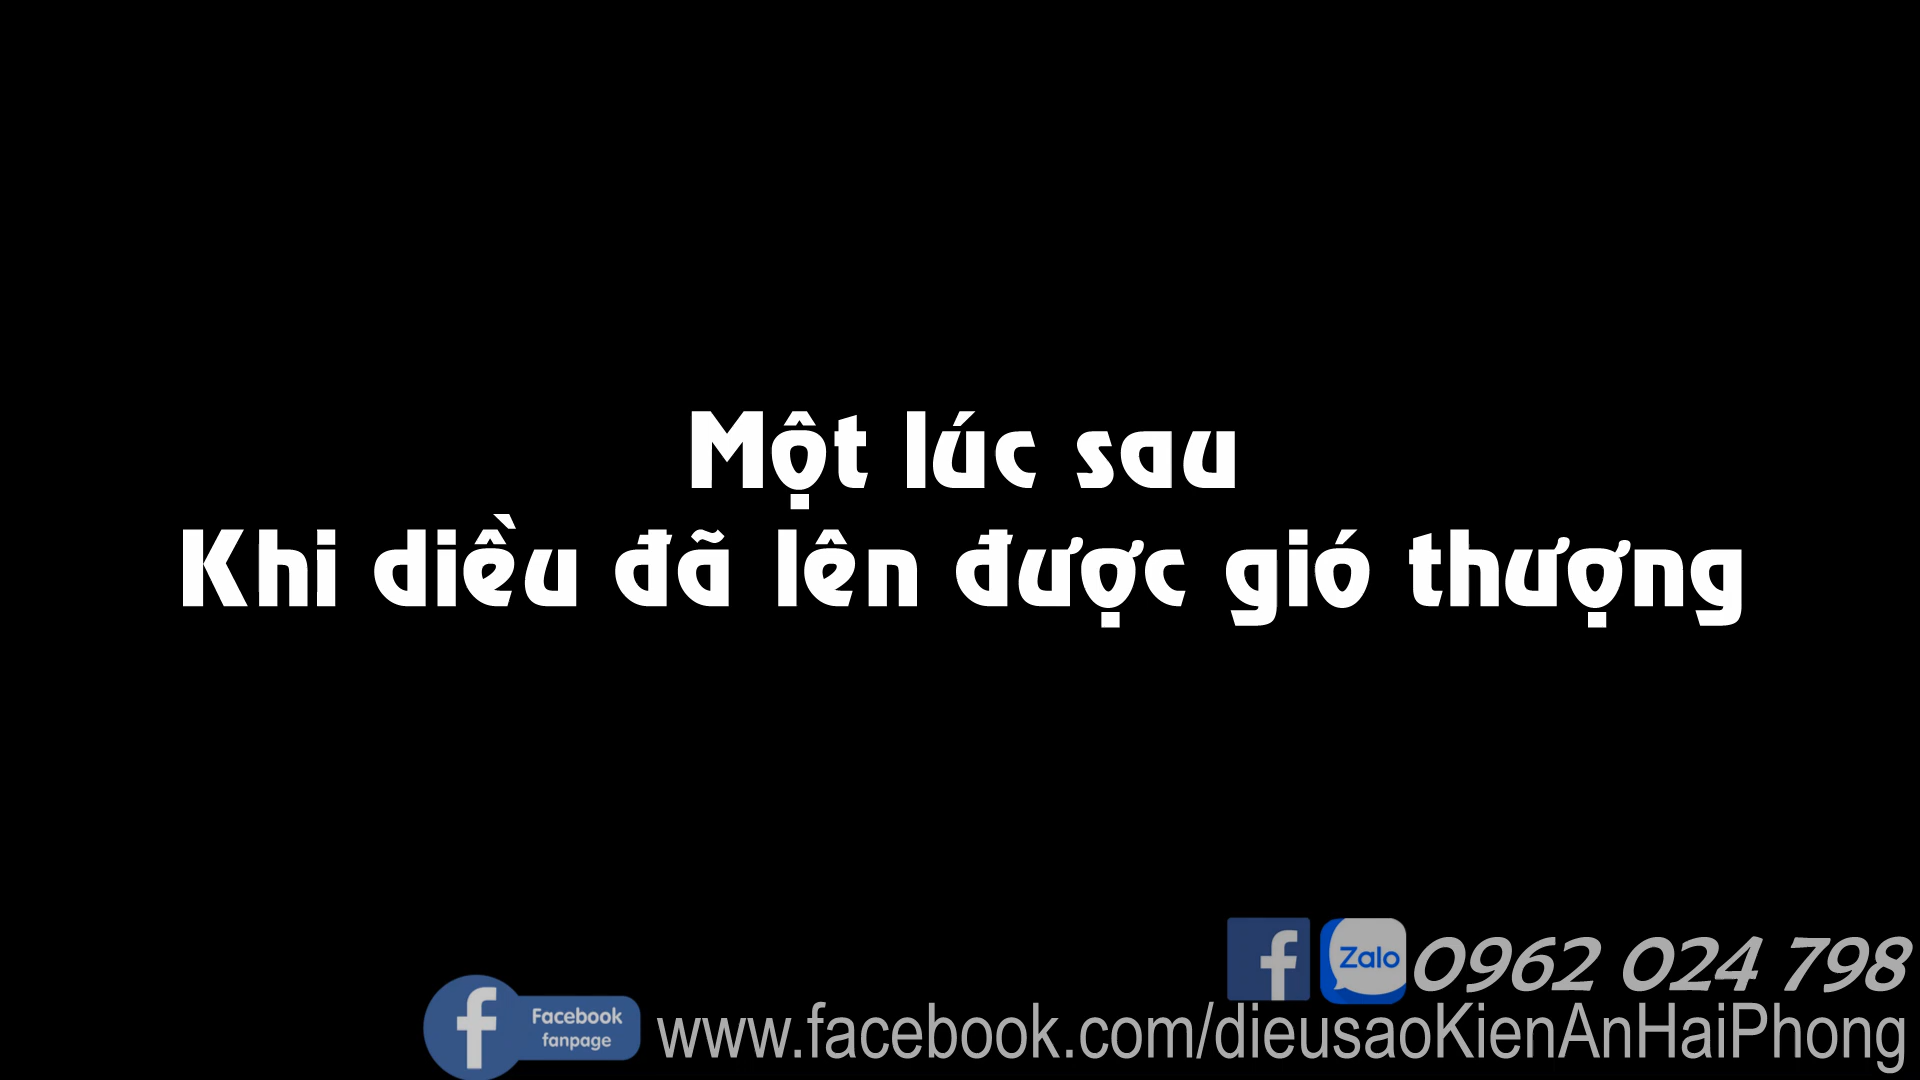 Một lúc sau
Khi diều đã lên được gió thượng
Zalo 0962 024 798
Facebook
fanpage
www.facebook.com/dieusaoKienAnHaiPhong